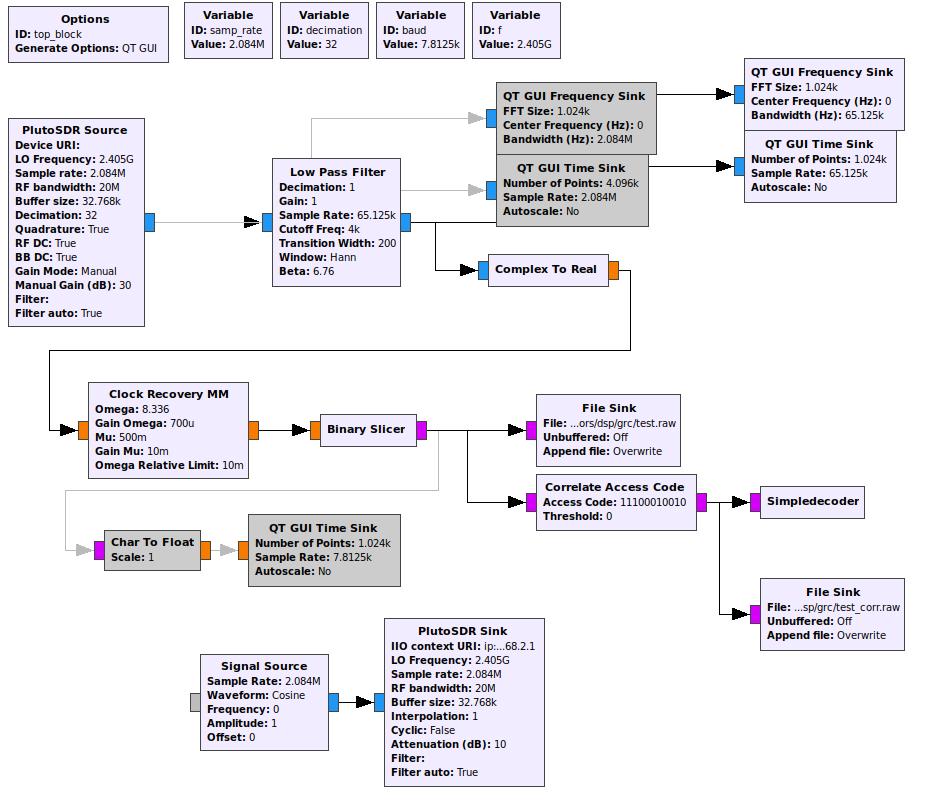 Options
ID: top_block
Generate Options: QT GUI
Variable
ID: samp_rate
Value: 2.084M
Variable
ID: decimation
Value: 32
Variable
ID: baud
Value: 7.8125k
Variable
ID: f
Value: 2.405G
PlutoSDR Source
Device URI:
LO Frequency: 2.405G
Sample rate: 2.084M
RF bandwidth: 20M
Buffer size: 32.768k
Decimation: 32
Quadrature: True
RF DC: True
BB DC: True
Gain Mode: Manual
Manual Gain (dB): 30
Filter:
Filter auto: True
Low Pass Filter
Decimation: 1
Gain: 1
Sample Rate: 65.125k
Cutoff Freq: 4k
Transition Width: 200
Window: Hann
Beta: 6.76
QT GUI Frequency Sink
FFT Size: 1.024k
Center Frequency (Hz): 0
Bandwidth (Hz): 2.084M
QT GUI Time Sink
Number of Points: 4.096k
Sample Rate: 2.084M
Autoscale: No
QT GUI Frequency Sink
FFT Size: 1.024k
Center Frequency (Hz): 0
Bandwidth (Hz): 65.125k
QT GUI Time Sink
Number of Points: 1.024k
Sample Rate: 65.125k
Autoscale: No
Complex To Real
Clock Recovery MM
Omega: 8.336
Gain Omega: 700u
Mu: 500m
Gain Mu: 10m
Omega Relative Limit: 10m
Binary Slicer
File Sink
File: ...ors/dsp/grc/test.raw
Unbuffered: Off
Append file: Overwrite
Correlate Access Code
Access Code: 11100010010
Threshold: 0
Simpledecoder
Char To Float
Scale: 1
QT GUI Time Sink
Number of Points: 1.024k
Sample Rate: 7.8125k
Autoscale: No
File Sink
File: ...sp/grc/test_corr.raw
Unbuffered: Off
Append file: Overwrite
Signal Source
Sample Rate: 2.084M
Waveform: Cosine
Frequency: 0
Amplitude: 1
Offset: 0
PlutoSDR Sink
IIO context URI: ip:...68.2.1
LO Frequency: 2.405G
Sample rate: 2.084M
RF bandwidth: 20M
Buffer size: 32.768k
Interpolation: 1
Cyclic: False
Attenuation (dB): 10
Filter:
Filter auto: True